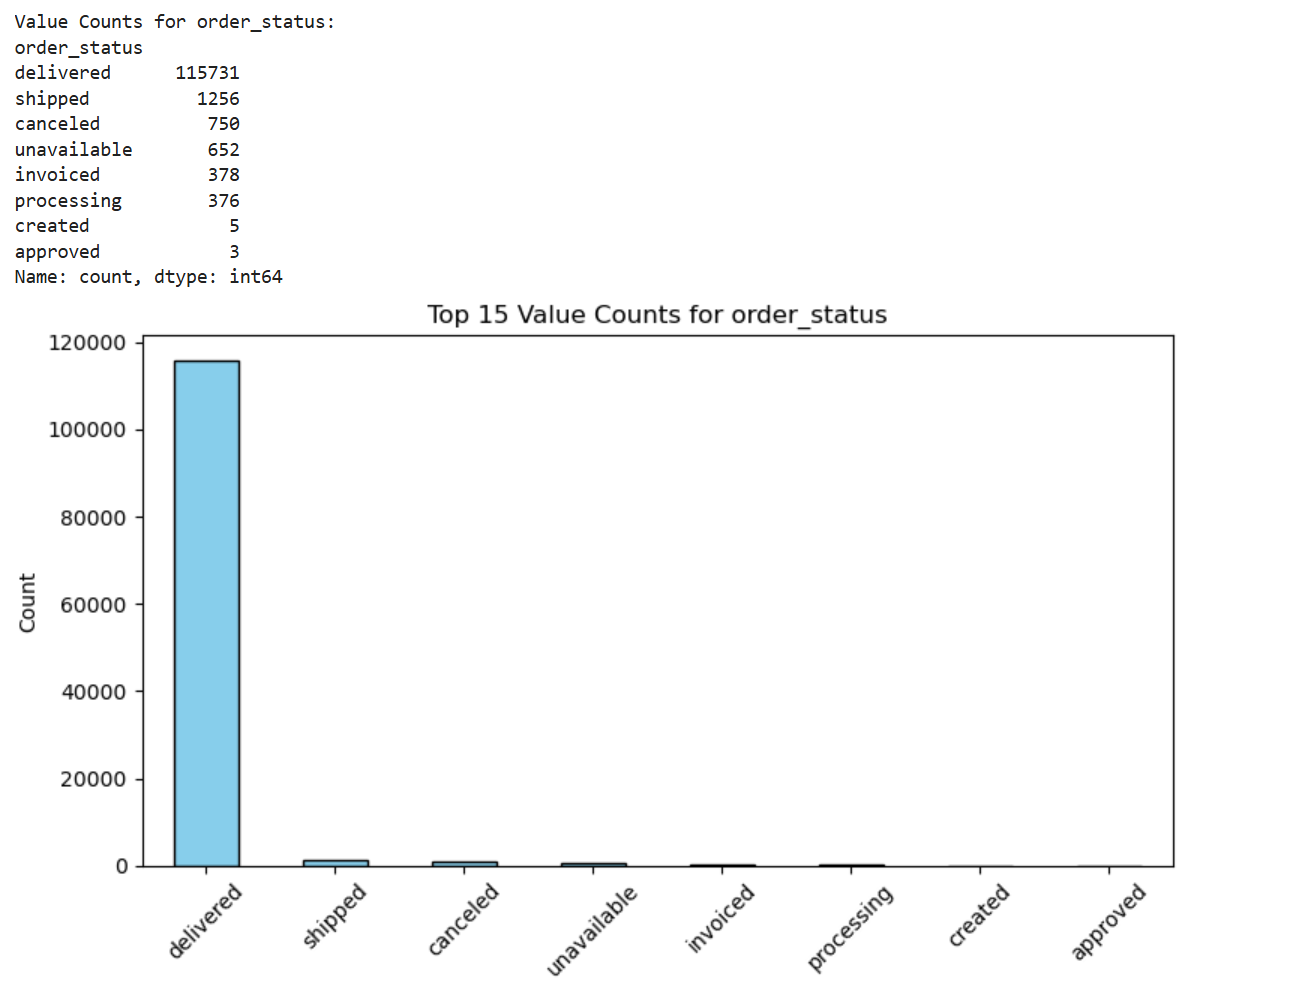 Value Counts for order_status:
order_status
delivered 115731
shipped 1256
canceled 750
unavailable 652
invoiced 378
processing 376
created 5
approved 3
Name: count, dtype: int64
Top 15 Value Counts for order_status
120000
100000
80000
60000
40000
20000
0
Count
delivered
shipped
canceled
unavailable
invoiced
processing
created
approved